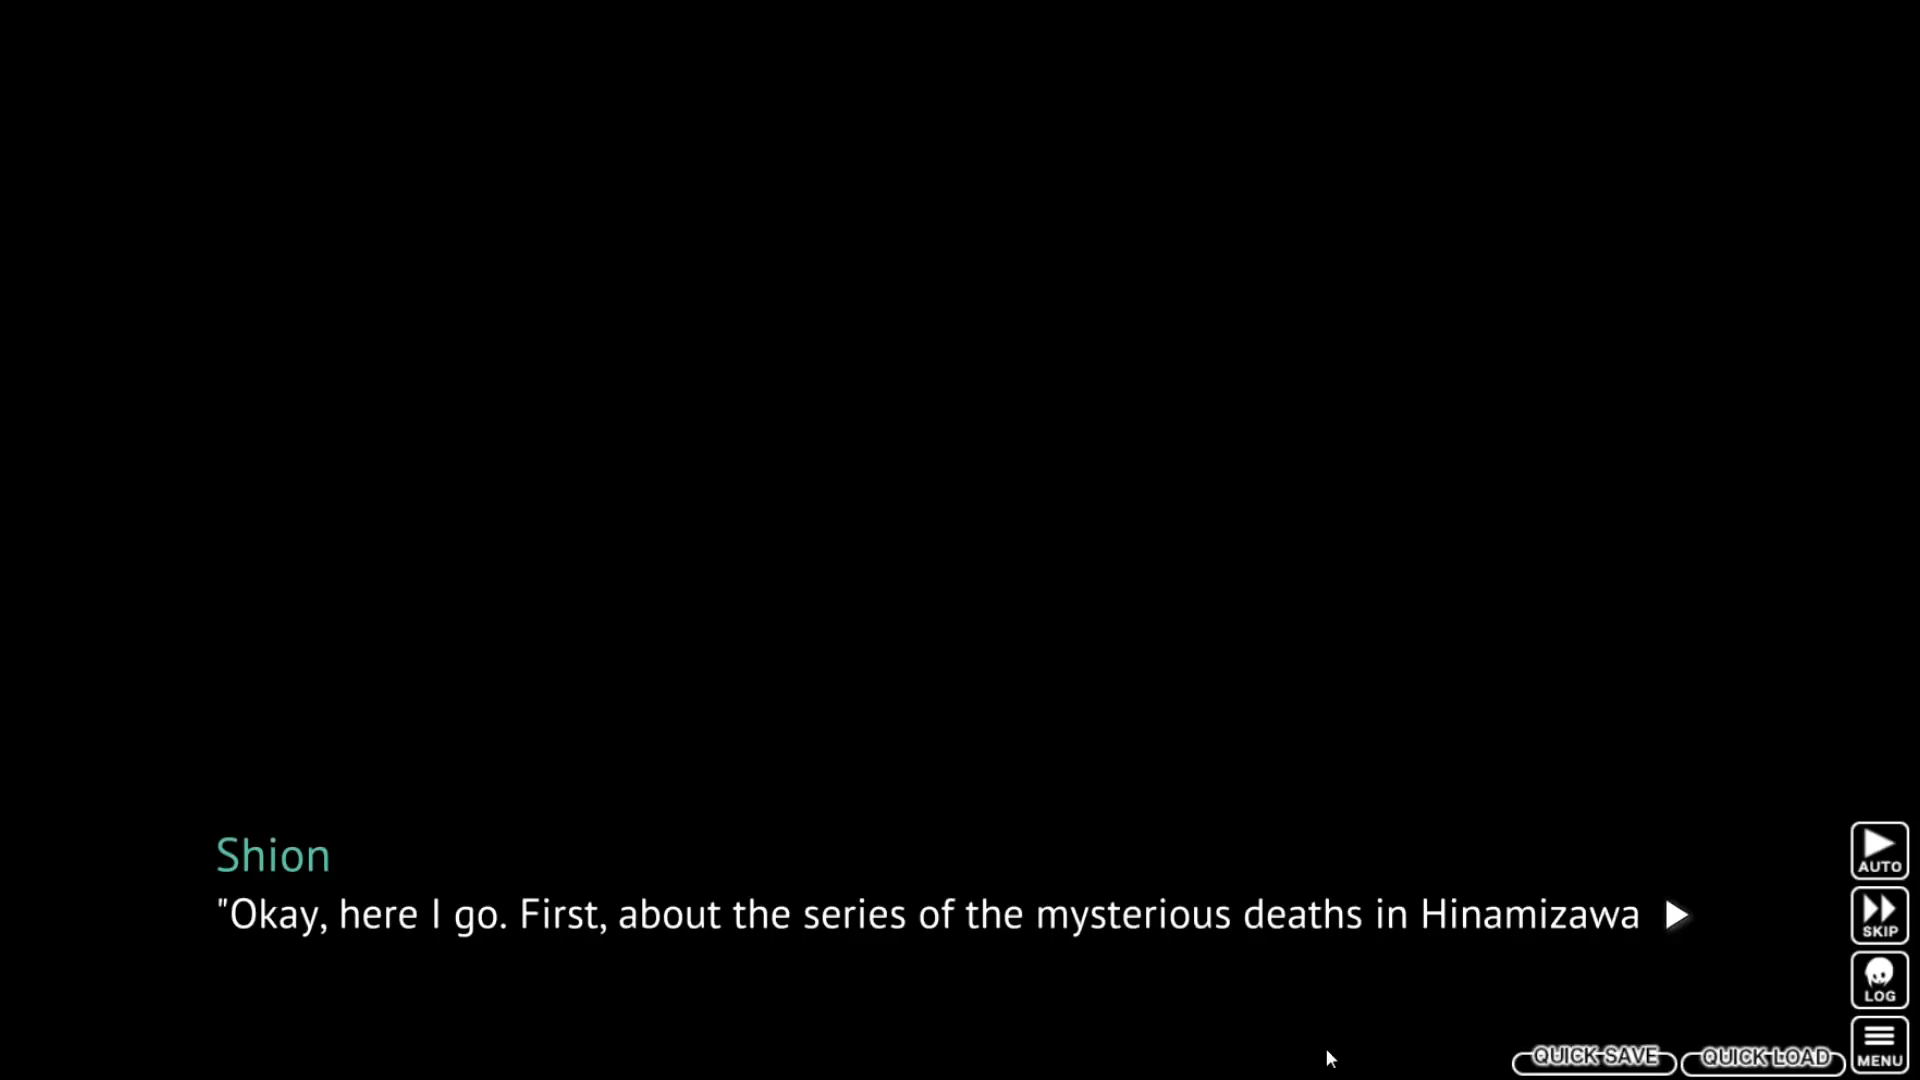 Shion
"Okay, here I go. First, about the series of the mysterious deaths in Hinamizawa
AUTO
SKIP
LOG
MENU
QUICK SAVE QUICK LOAD